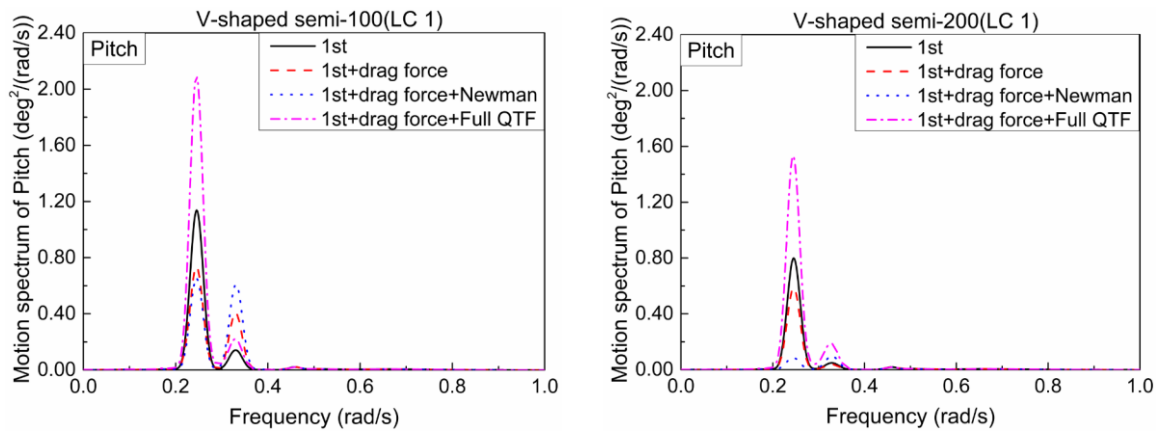 V-shaped semi-100(LC 1)
Motion spectrum of Pitch (deg²/(rad/s))
2.40
2.00
1.60
1.20
0.80
0.40
0.00
Pitch
1st
1st+drag force
1st+drag force+Newman
1st+drag force+Full QTF
0.0 0.2 0.4 0.6 0.8 1.0
Frequency (rad/s)
V-shaped semi-200(LC 1)
Motion spectrum of Pitch (deg²/(rad/s))
2.40
2.00
1.60
1.20
0.80
0.40
0.00
Pitch
1st
1st+drag force
1st+drag force+Newman
1st+drag force+Full QTF
0.0 0.2 0.4 0.6 0.8 1.0
Frequency (rad/s)